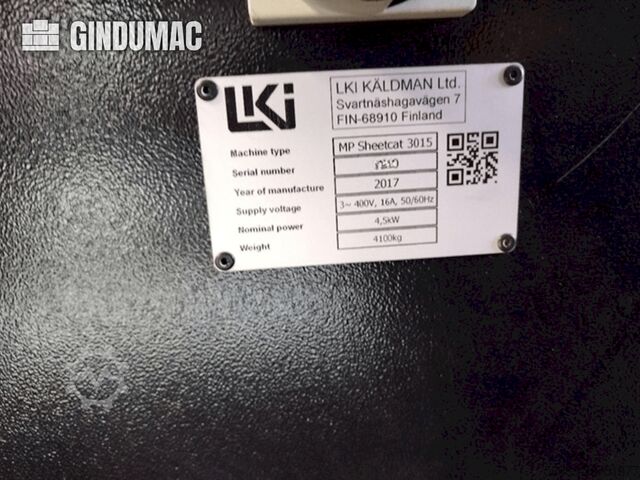 GINDUMAC
LKI
LKI KÄLDMAN Ltd.
Svartnäshagavägen 7
FIN-68910 Finland
Machine type MP Sheetcat 3015
Serial number
Year of manufacture 2017
Supply voltage 3~ 400V, 16A, 50/60Hz
Nominal power 4,5kW
Weight 4100kg